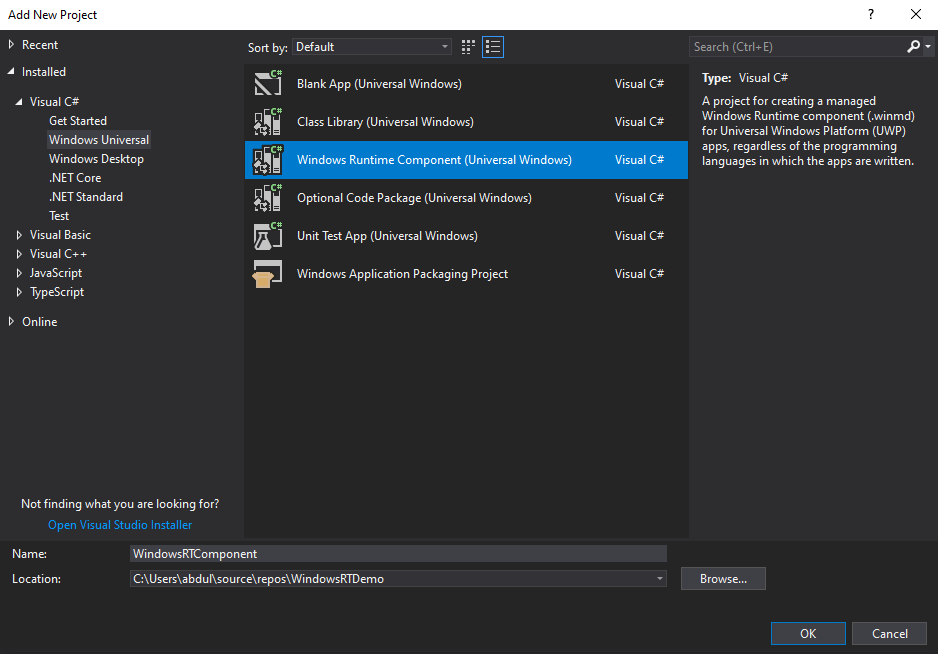 Add New Project
?
Recent
Installed
Visual C#
Get Started
Windows Universal
Windows Desktop
.NET Core
.NET Standard
Test
Visual Basic
Visual C++
JavaScript
TypeScript
Online
Not finding what you are looking for?
Open Visual Studio Installer
Sort by: Default
C# Blank App (Universal Windows) Visual C#
C# Class Library (Universal Windows) Visual C#
C# Windows Runtime Component (Universal Windows) Visual C#
C# Optional Code Package (Universal Windows) Visual C#
C# Unit Test App (Universal Windows) Visual C#
Windows Application Packaging Project Visual C#
Search (Ctrl+E)
Type: Visual C#
A project for creating a managed
Windows Runtime component (.winmd)
for Universal Windows Platform (UWP)
apps, regardless of the programming
languages in which the apps are written.
Name: WindowsRTComponent
Location: C:\Users\abdul\source\repos\WindowsRTDemo
Browse...
OK Cancel